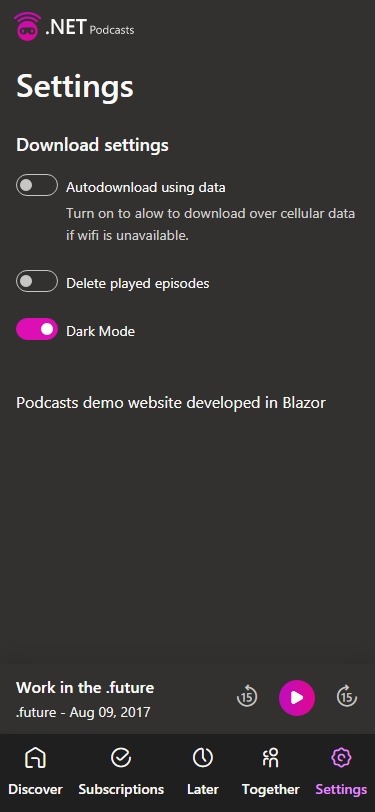 .NET Podcasts
Settings
Download settings
Autodownload using data
Turn on to alow to download over cellular data
if wifi is unavailable.
Delete played episodes
Dark Mode
Podcasts demo website developed in Blazor
Work in the .future
.future - Aug 09, 2017
15
15
Discover
Subscriptions
Later
Together
Settings